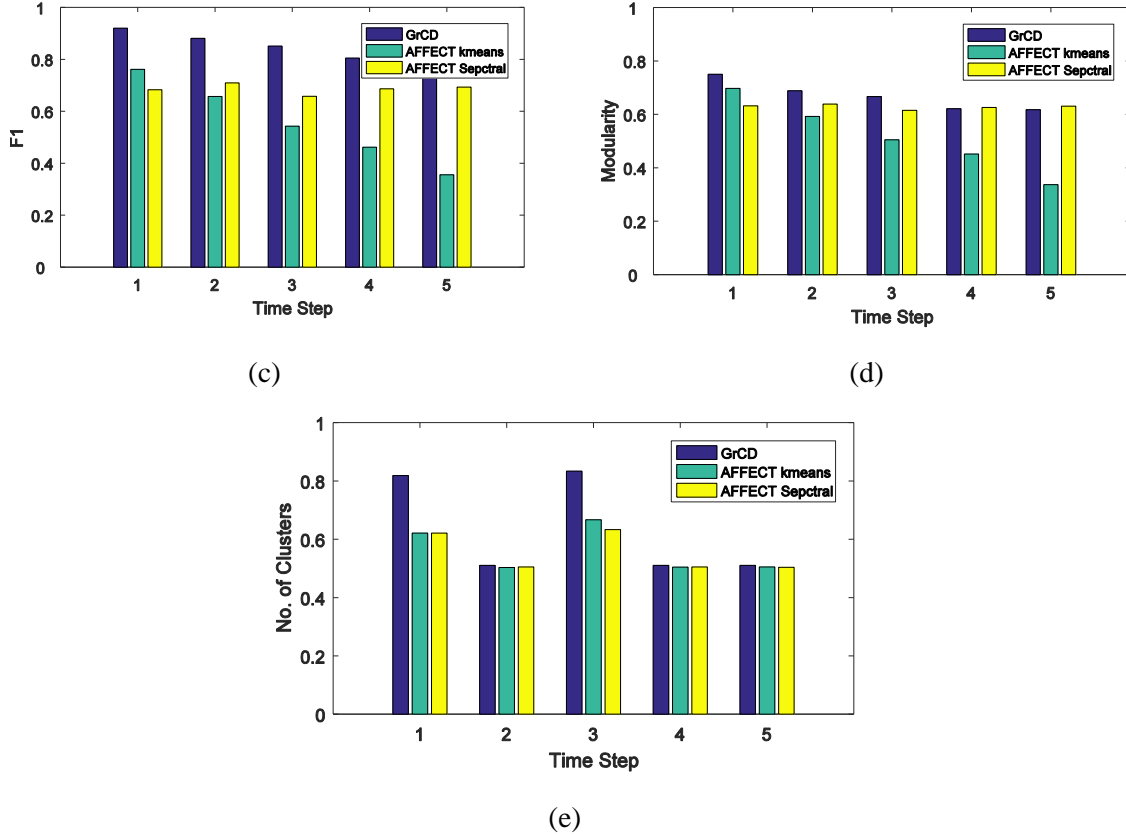 1
0.8
0.6
0.4
0.2
0
F1
GrCD
AFFECT kmeans
AFFECT Sepctral
1 2 3 4 5
Time Step
(c)
1
0.8
0.6
0.4
0.2
0
Modularity
GrCD
AFFECT kmeans
AFFECT Sepctral
1 2 3 4 5
Time Step
(d)
1
0.8
0.6
0.4
0.2
0
No. of Clusters
GrCD
AFFECT kmeans
AFFECT Sepctral
1 2 3 4 5
Time Step
(e)